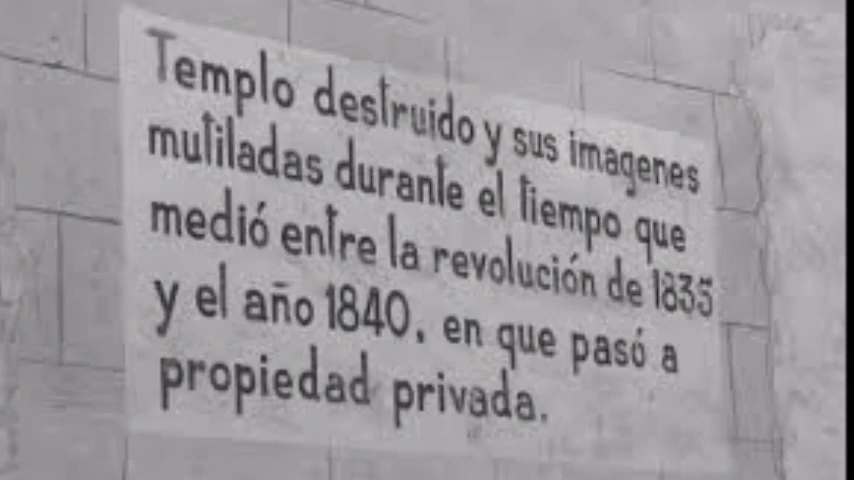 Templo destruido y sus imagenes
mutiladas durante el tiempo que
medió entre la revolución de 1835
y el año 1840, en que pasó a
propiedad privada.